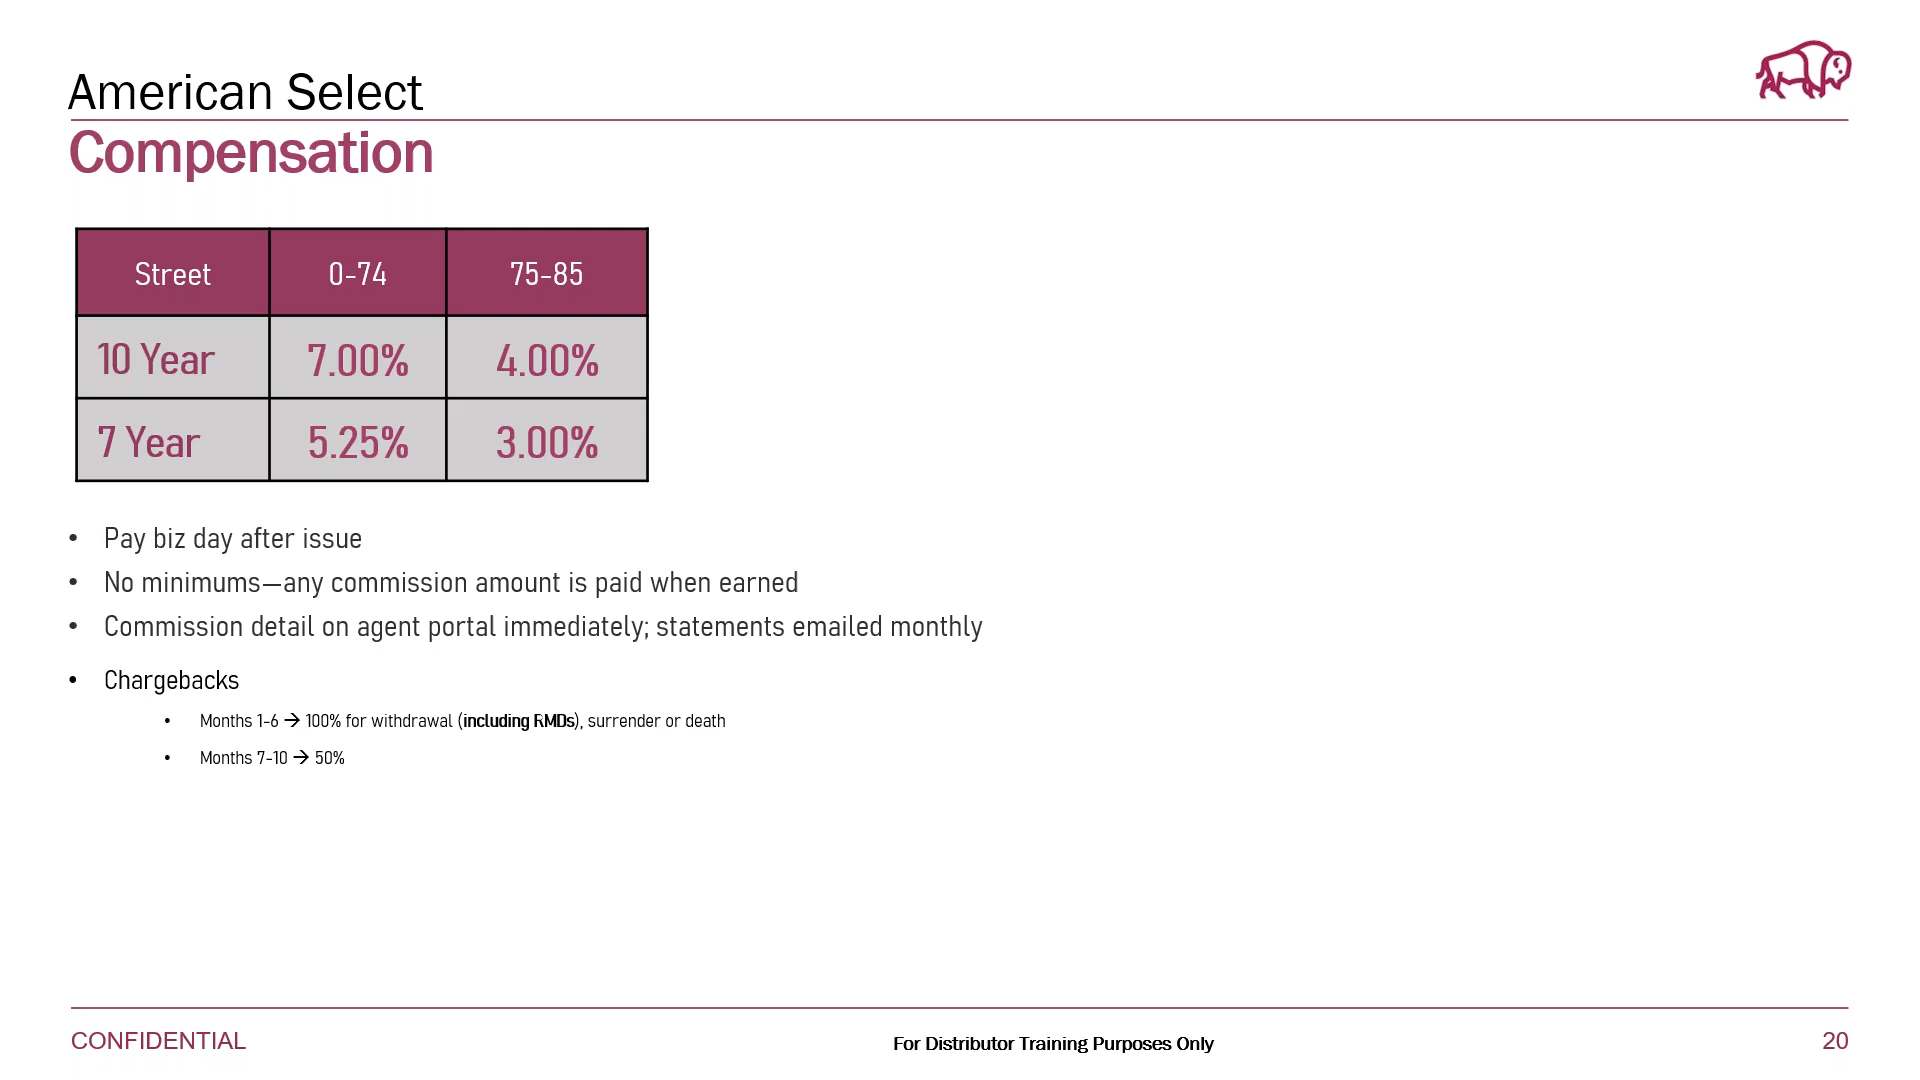 American Select
Compensation
Street 0-74 75-85
10 Year 7.00% 4.00%
7 Year 5.25% 3.00%
• Pay biz day after issue
• No minimums—any commission amount is paid when earned
• Commission detail on agent portal immediately; statements emailed monthly
• Chargebacks
• Months 1-6 → 100% for withdrawal (including RMDs), surrender or death
• Months 7-10 → 50%
CONFIDENTIAL
For Distributor Training Purposes Only
20